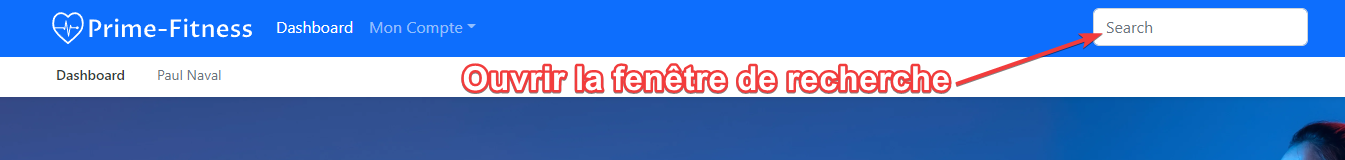 Prime-Fitness Dashboard Mon Compte Search
Dashboard Paul Naval
Ouvrir la fenêtre de recherche